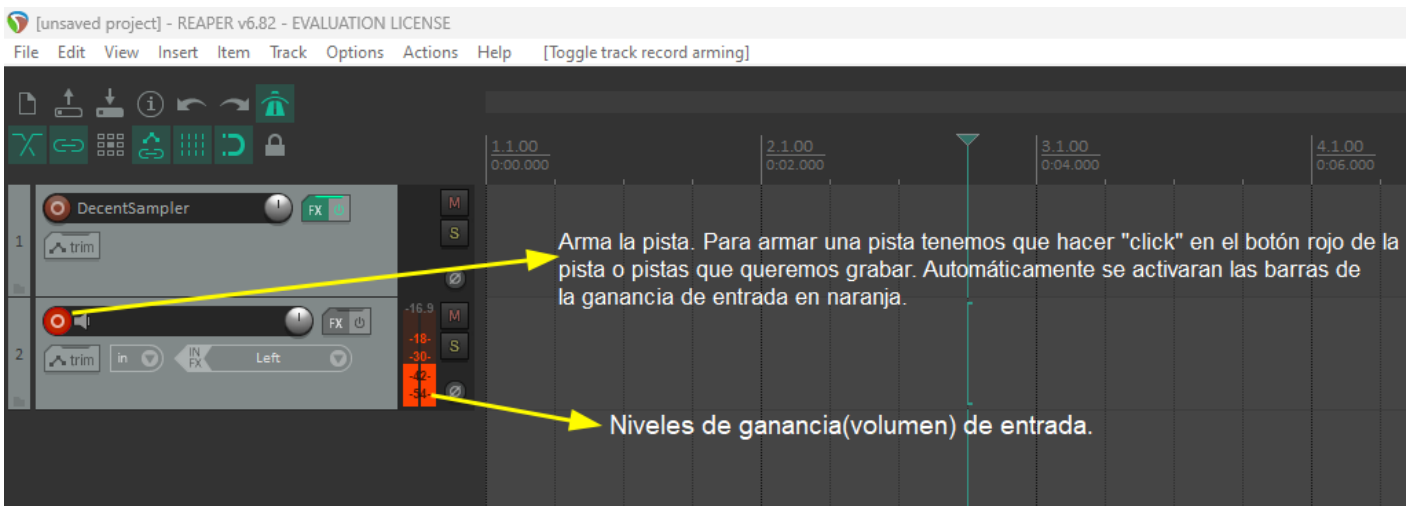 [unsaved project] - REAPER v6.82 - EVALUATION LICENSE
File Edit View Insert Item Track Options Actions Help [Toggle track record arming]
1.1.00 2.1.00 3.1.00 4.1.00
0:00.000 0:02.000 0:04.000 0:06.000
DecentSampler FX M
1 trim S
Arma la pista. Para armar una pista tenemos que hacer "click" en el botón rojo de la
pista o pistas que queremos grabar. Automáticamente se activaran las barras de
la ganancia de entrada en naranja.
FX -16.9 M
-18- S
2 trim in IN FX Left -30-
-42-
-54-
Niveles de ganancia(volumen) de entrada.